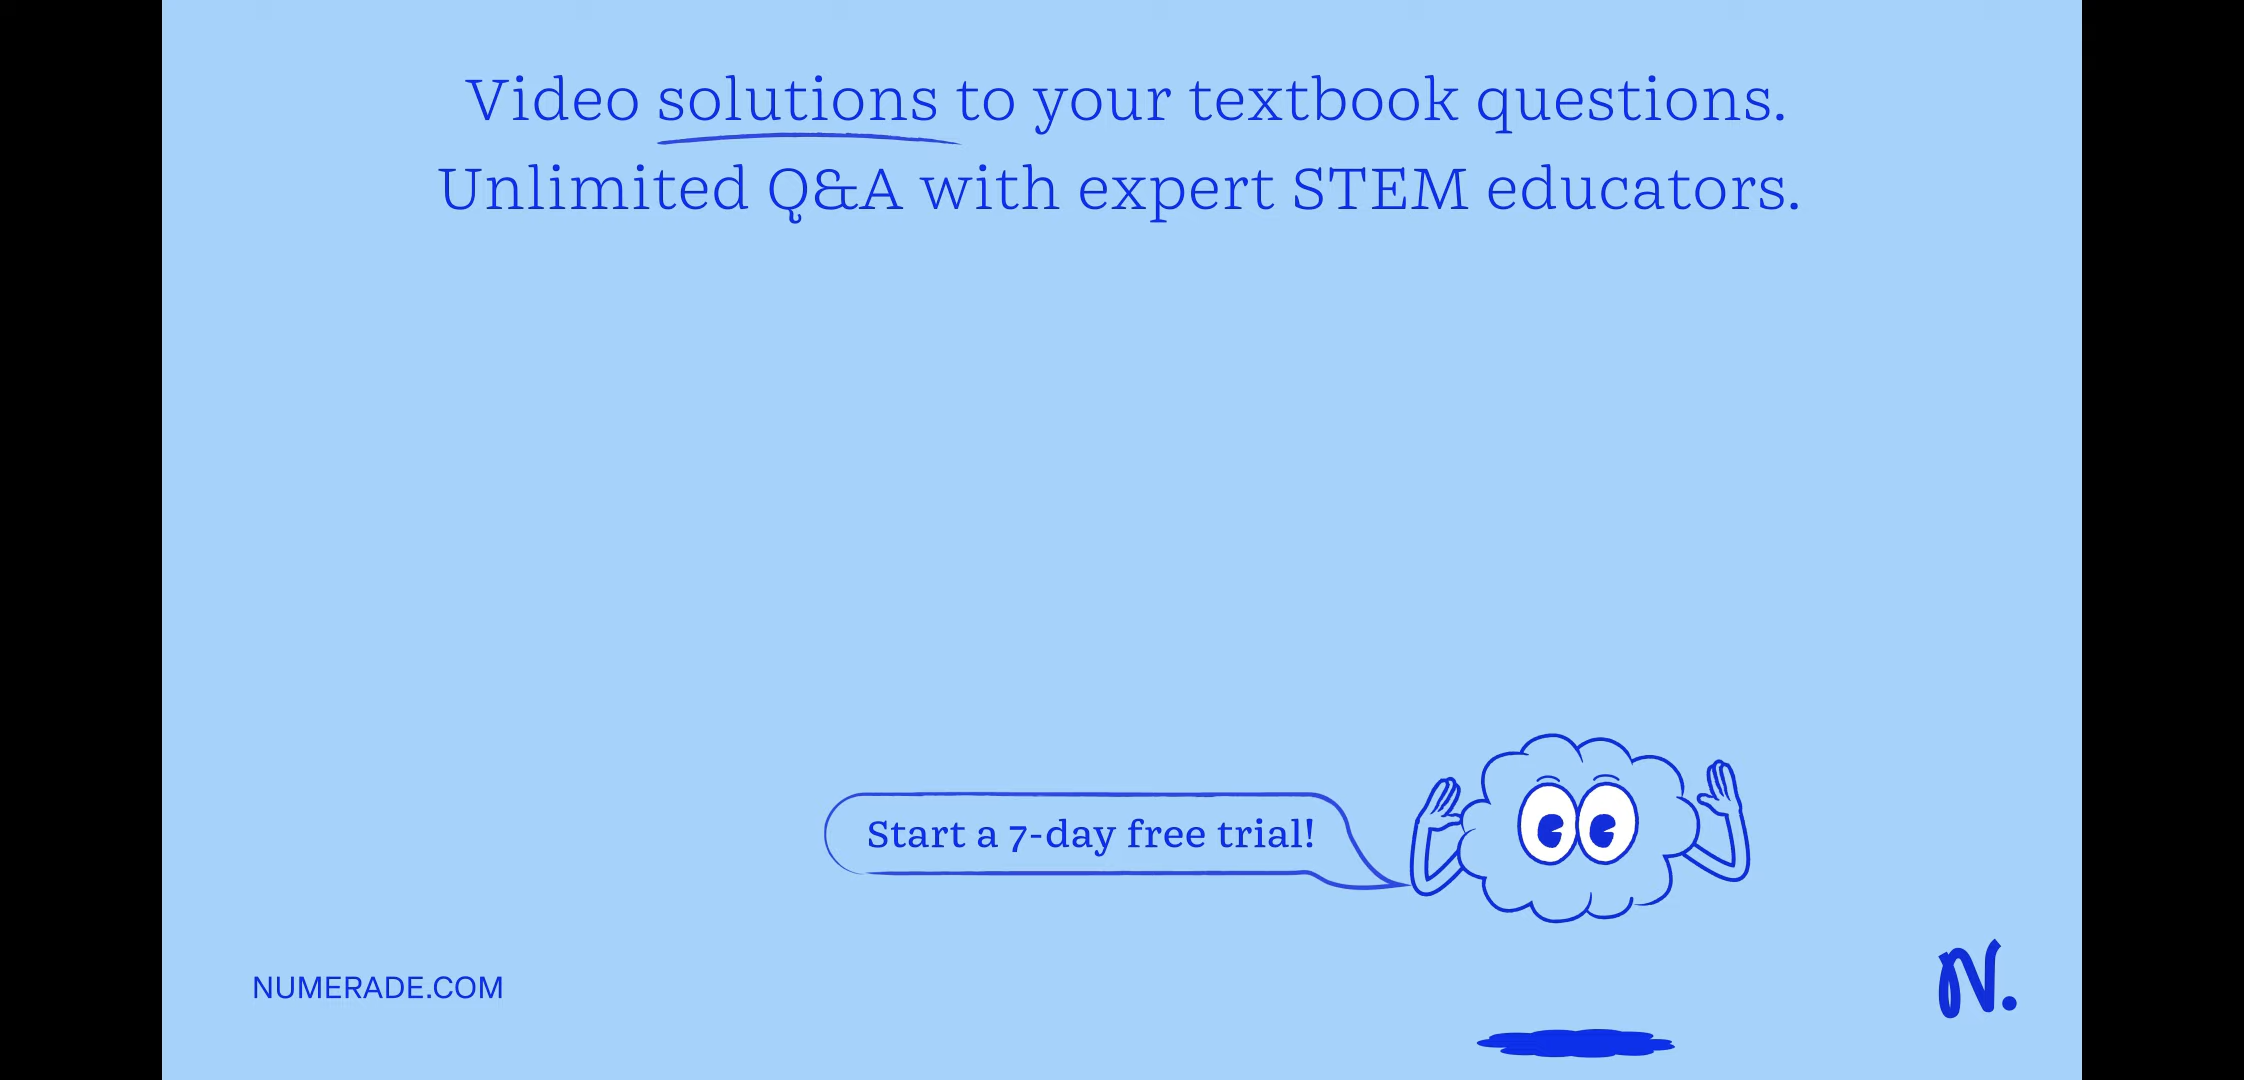 Video solutions to your textbook questions.
Unlimited Q&A with expert STEM educators.
Start a 7-day free trial!
NUMERADE.COM
N.